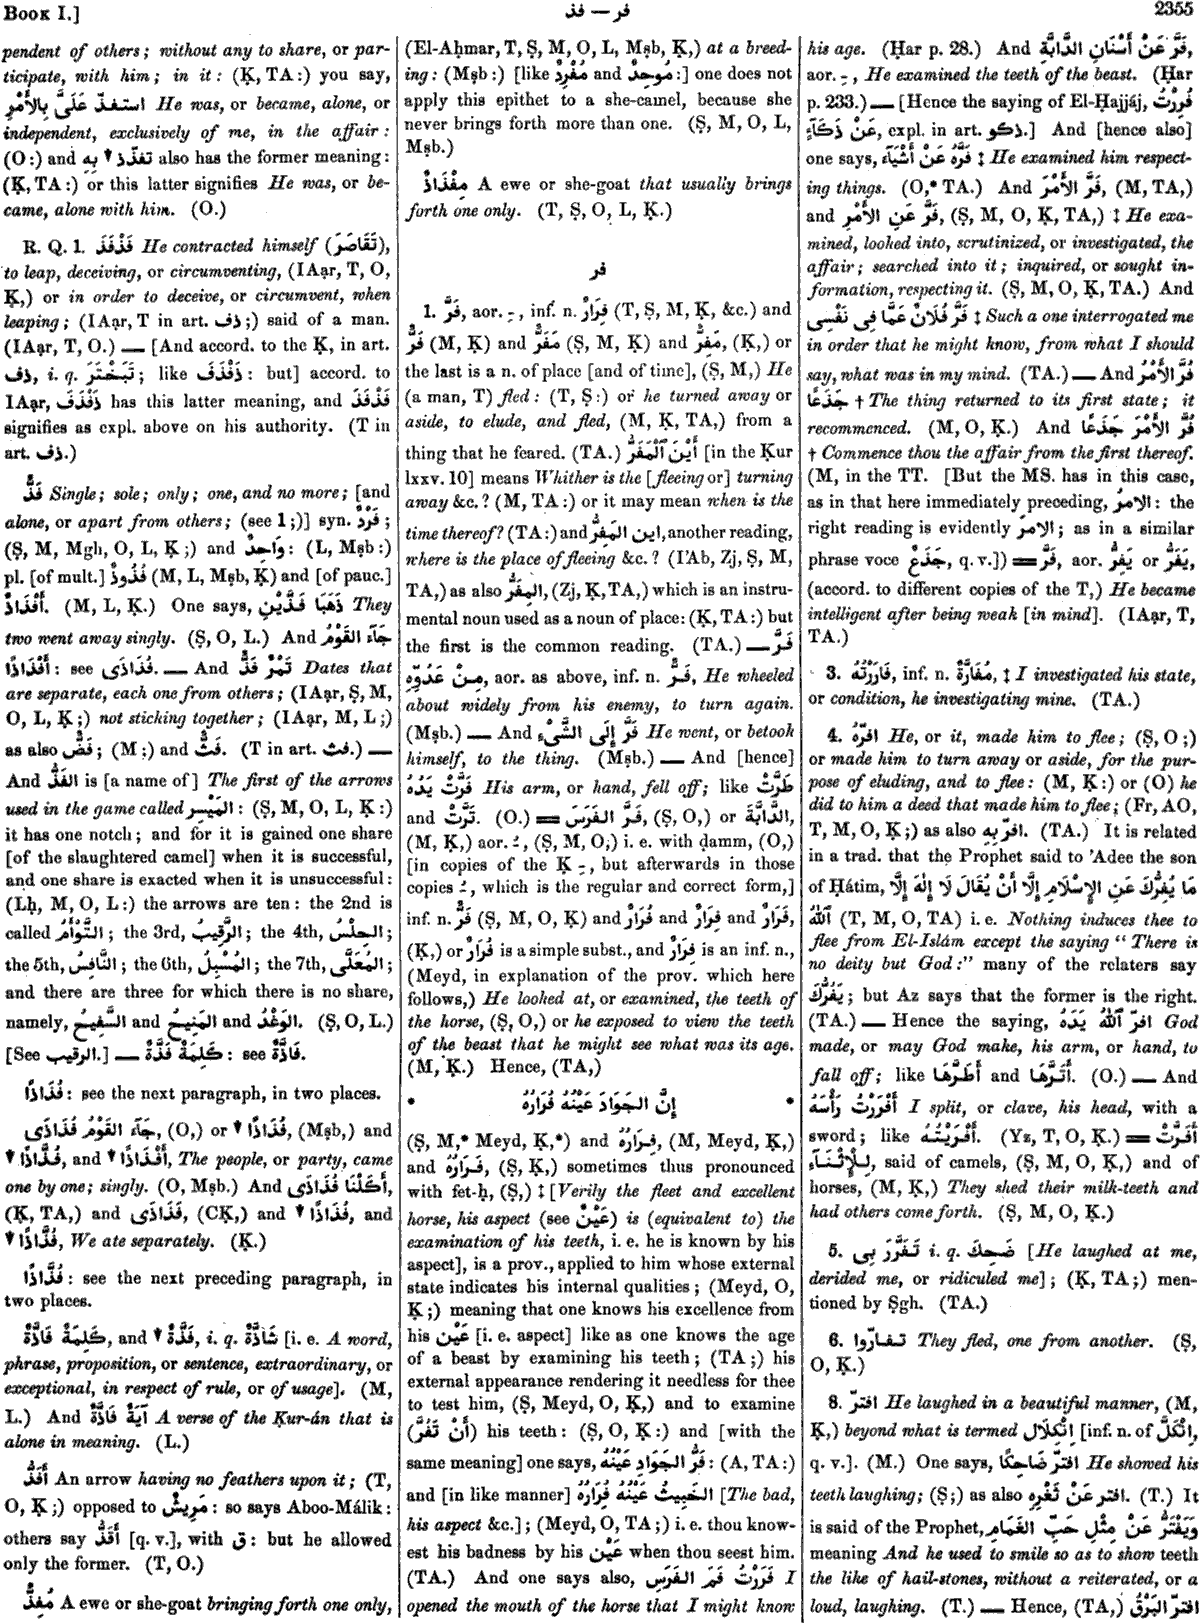 Book I.]
فذ — فر
2355
pendent of others; without any to share, or par-
ticipate, with him; in it: (Ḳ, TA:) you say,
استفذّ عَلَىَّ بِالأَمْرِ He was, or became, alone, or
independent, exclusively of me, in the affair:
(O:) and تفذّذ بِهِ ▼ also has the former meaning:
(Ḳ, TA:) or this latter signifies He was, or be-
came, alone with him. (O.)
R. Q. 1. فَذْفَذَ He contracted himself (تَقَاصَرَ),
to leap, deceiving, or circumventing, (IAạr, T, O,
Ḳ,) or in order to deceive, or circumvent, when
leaping; (IAạr, T in art. ذف;) said of a man.
(IAạr, T, O.) — [And accord. to the Ḳ, in art.
ذف, i. q. تَبَخْتَرَ; like ذَفْذَفَ: but] accord. to
IAạr, ذَفْذَفَ has this latter meaning, and فَذْفَذَ
signifies as expl. above on his authority. (T in
art. ذف.)
فَذٌّ Single; sole; only; one, and no more; [and
alone, or apart from others; (see 1;)] syn. فَرْدٌ;
(Ṣ, M, Mgh, O, L, Ḳ;) and وَاحِدٌ: (L, Mṣb:)
pl. [of mult.] فُذُوذٌ (M, L, Mṣb, Ḳ) and [of pauc.]
أَفْذَاذٌ. (M, L, Ḳ.) One says, ذَهَبَا فَذَّيْنِ They
two went away singly. (Ṣ, O, L.) And جَآءَ القَوْمُ
أَفْذَاذًا: see فُذَاذَى. — And تَمْرٌ فَذٌّ Dates that
are separate, each one from others; (IAạr, Ṣ, M,
O, L, Ḳ;) not sticking together; (IAạr, M, L;)
as also فَضٌّ; (M;) and فَثٌّ. (T in art. فث.) —
And الفَذُّ is [a name of] The first of the arrows
used in the game called المَيْسِر: (Ṣ, M, O, L, Ḳ:)
it has one notch; and for it is gained one share
[of the slaughtered camel] when it is successful,
and one share is exacted when it is unsuccessful:
(Lḥ, M, O, L:) the arrows are ten: the 2nd is
called التَّوْأَمُ; the 3rd, الرَّقِيبُ; the 4th, الحِلْسُ;
the 5th, النَّافِسُ; the 6th, المُسْبِلُ; the 7th, المُعَلَّى;
and there are three for which there is no share,
namely, السَّفِيحُ and المَنِيحُ and الوَغْدُ. (Ṣ, O, L.)
[See الرقيب.] — كَلِمَةٌ فَذَّةٌ: see فَاذَّةٌ.
فُذَاذًا: see the next paragraph, in two places.
جَآءَ القَوْمُ فُذَاذَى, (O,) or ▼ فُذَاذًا, (Mṣb,) and
▼ فُذَّاذًا, and ▼ أَفْذَاذًا, The people, or party, came
one by one; singly. (O, Mṣb.) And أَكَلْنَا فُذَاذَى,
(Ḳ, TA,) and فَذَاذَى, (CḲ,) and ▼ فُذَاذًا, and
▼ فُذَّاذًا, We ate separately. (Ḳ.)
فُذَّاذًا: see the next preceding paragraph, in
two places.
كَلِمَةٌ فَاذَّةٌ, and ▼ فَذَّةٌ, i. q. شَاذَّةٌ [i. e. A word,
phrase, proposition, or sentence, extraordinary, or
exceptional, in respect of rule, or of usage]. (M,
L.) And آيَةٌ فَاذَّةٌ A verse of the Ḳur-án that is
alone in meaning. (L.)
أَفَذُّ An arrow having no feathers upon it; (T,
O, Ḳ;) opposed to مَرِيشٌ: so says Aboo-Málik:
others say أَقَذُّ [q. v.], with ق: but he allowed
only the former. (T, O.)
مُفِذٌّ A ewe or she-goat bringing forth one only,
(El-Aḥmar, T, Ṣ, M, O, L, Mṣb, Ḳ,) at a breed-
ing: (Mṣb:) [like مُفْرِدٌ and مُوحِدٌ:] one does not
apply this epithet to a she-camel, because she
never brings forth more than one. (Ṣ, M, O, L,
Mṣb.)
مِفْذَاذٌ A ewe or she-goat that usually brings
forth one only. (T, Ṣ, O, L, Ḳ.)
فر
1. فَرَّ, aor. ـِ, inf. n. فِرَارٌ (T, Ṣ, M, Ḳ, &c.) and
فَرٌّ (M, Ḳ) and مَفَرٌّ (Ṣ, M, Ḳ) and مَفِرٌّ, (Ḳ,) or
the last is a n. of place [and of time], (Ṣ, M,) He
(a man, T) fled: (T, Ṣ:) or he turned away or
aside, to elude, and fled, (M, Ḳ, TA,) from a
thing that he feared. (TA.) أَيْنَ ٱلْمَفَرُّ [in the Ḳur
lxxv. 10] means Whither is the [fleeing or] turning
away &c.? (M, TA:) or it may mean when is the
time thereof? (TA:) and اين المَفِرُّ, another reading,
where is the place of fleeing &c.? (I'Ab, Zj, Ṣ, M,
TA,) as also المِفَرُّ, (Zj, Ḳ, TA,) which is an instru-
mental noun used as a noun of place: (Ḳ, TA:) but
the first is the common reading. (TA.) — فَرَّ
مِنْ عَدُوِّهِ, aor. as above, inf. n. فَرٌّ, He wheeled
about widely from his enemy, to turn again.
(Mṣb.) — And فَرَّ إِلَى الشَّىْءِ He went, or betook
himself, to the thing. (Mṣb.) — And [hence]
فَرَّتْ يَدُهُ His arm, or hand, fell off; like طَرَّتْ
and تَرَّتْ. (O.) = فَرَّ الفَرَسَ, (Ṣ, O,) or الدَّابَّةَ,
(M, Ḳ,) aor. ـُ, (Ṣ, M, O;) i. e. with ḍamm, (O,)
[in copies of the Ḳ ـِ, but afterwards in those
copies ـُ, which is the regular and correct form,]
inf. n. فَرٌّ (Ṣ, M, O, Ḳ) and فُرَارٌ and فِرَارٌ and فَرَارٌ,
(Ḳ,) or فُرَارٌ is a simple subst., and فِرَارٌ is an inf. n.,
(Meyd, in explanation of the prov. which here
follows,) He looked at, or examined, the teeth of
the horse, (Ṣ, O,) or he exposed to view the teeth
of the beast that he might see what was its age.
(M, Ḳ.) Hence, (TA,)
* إِنَّ الجَوَادَ عَيْنُهُ فُرَارُهُ *
(Ṣ, M,* Meyd, Ḳ,*) and فِرَارُهُ, (M, Meyd, Ḳ,)
and فَرَارُهُ, (Ṣ, Ḳ,) sometimes thus pronounced
with fet-ḥ, (Ṣ,) ‡ [Verily the fleet and excellent
horse, his aspect (see عَيْنٌ) is (equivalent to) the
examination of his teeth, i. e. he is known by his
aspect], is a prov., applied to him whose external
state indicates his internal qualities; (Meyd, O,
Ḳ;) meaning that one knows his excellence from
his عَيْن [i. e. aspect] like as one knows the age
of a beast by examining his teeth; (TA;) his
external appearance rendering it needless for thee
to test him, (Ṣ, Meyd, O, Ḳ,) and to examine
(أَنْ تَفُرَّ) his teeth: (Ṣ, O, Ḳ:) and [with the
same meaning] one says, فَرُّ الجَوَادِ عَيْنُهُ: (A, TA:)
and [in like manner] الخَبِيثُ عَيْنُهُ فُرَارُهُ [The bad,
his aspect &c.]; (Meyd, O, TA;) i. e. thou know-
est his badness by his عَيْن when thou seest him.
(TA.) And one says also, فَرَرْتُ فَمَ الفَرَسِ I
opened the mouth of the horse that I might know
his age. (Ḥar p. 28.) And فَرَّ عَنْ أَسْنَانِ الدَّابَّةِ,
aor. ـُ, He examined the teeth of the beast. (Ḥar
p. 233.) — [Hence the saying of El-Ḥajjáj, فُرِرْتُ
عَنْ ذَكَآءٍ, expl. in art. ذكو.] And [hence also]
one says, فَرَّهُ عَنْ أَشْيَآءَ ‡ He examined him respect-
ing things. (O,* TA.) And فَرَّ الأَمْرَ, (M, TA,)
and فَرَّ عَنِ الأَمْرِ, (Ṣ, M, O, Ḳ, TA,) ‡ He exa-
mined, looked into, scrutinized, or investigated, the
affair; searched into it; inquired, or sought in-
formation, respecting it. (Ṣ, M, O, Ḳ, TA.) And
فَرَّ فُلَانٌ عَمَّا فِى نَفْسِى ‡ Such a one interrogated me
in order that he might know, from what I should
say, what was in my mind. (TA.) — And فُرَّ الأَمْرُ
جَذَعًا † The thing returned to its first state; it
recommenced. (M, O, Ḳ.) And فُرَّ الأَمْرَ جَذَعًا
† Commence thou the affair from the first thereof.
(M, in the TT. [But the MS. has in this case,
as in that here immediately preceding, الامرُ: the
right reading is evidently الامرَ; as in a similar
phrase voce جَذَعٌ, q. v.]) = فَرَّ, aor. يَفِرُّ or يَفَرُّ,
(accord. to different copies of the T,) He became
intelligent after being weak [in mind]. (IAạr, T,
TA.)
3. فَارَرْتُهُ, inf. n. مُفَارَّةٌ, ‡ I investigated his state,
or condition, he investigating mine. (TA.)
4. افرّهُ He, or it, made him to flee; (Ṣ, O;)
or made him to turn away or aside, for the pur-
pose of eluding, and to flee: (M, Ḳ:) or (O) he
did to him a deed that made him to flee; (Fr, AO,
T, M, O, Ḳ;) as also افرّ بِهِ. (TA.) It is related
in a trad. that the Prophet said to 'Adee the son
of Ḥátim, مَا يُفِرُّكَ عَنِ الإِسْلَامِ إِلَّا أَنْ يُقَالَ لَا إِلٰهَ إِلَّا
ٱللّٰهُ (T, M, O, TA) i. e. Nothing induces thee to
flee from El-Islám except the saying "There is
no deity but God:" many of the relaters say
يَفُرُّكَ; but Az says that the former is the right.
(TA.) — Hence the saying, افرّ ٱللّٰهُ يَدَهُ God
made, or may God make, his arm, or hand, to
fall off; like أَطَرَّهَا and أَتَرَّهَا. (O.) — And
أَفْرَرْتُ رَأْسَهُ I split, or clave, his head, with a
sword; like أَفْرَيْتُهُ. (Yz, T, O, Ḳ.) = أَفَرَّتْ
لِلْإِثْنَآءِ, said of camels, (Ṣ, M, O, Ḳ,) and of
horses, (M, Ḳ,) They shed their milk-teeth and
had others come forth. (Ṣ, M, O, Ḳ.)
5. تَفَرَّرَ بِى i. q. ضَحِكَ [He laughed at me,
derided me, or ridiculed me]; (Ḳ, TA;) men-
tioned by Ṣgh. (TA.)
6. تفارّوا They fled, one from another. (Ṣ,
O, Ḳ.)
8. افترّ He laughed in a beautiful manner, (M,
Ḳ,) beyond what is termed اِنْكِلَال [inf. n. of اِنْكَلَّ,
q. v.]. (M.) One says, افترّ ضَاحِكًا He showed his
teeth laughing; (Ṣ;) as also افتر عَنْ ثَغْرِهِ. (T.) It
is said of the Prophet, وَيَفْتَرُّ عَنْ مِثْلِ حَبِّ الغَمَامِ
meaning And he used to smile so as to show teeth
the like of hail-stones, without a reiterated, or a
loud, laughing. (T.) — Hence, (TA,) افترّ البَرْقُ